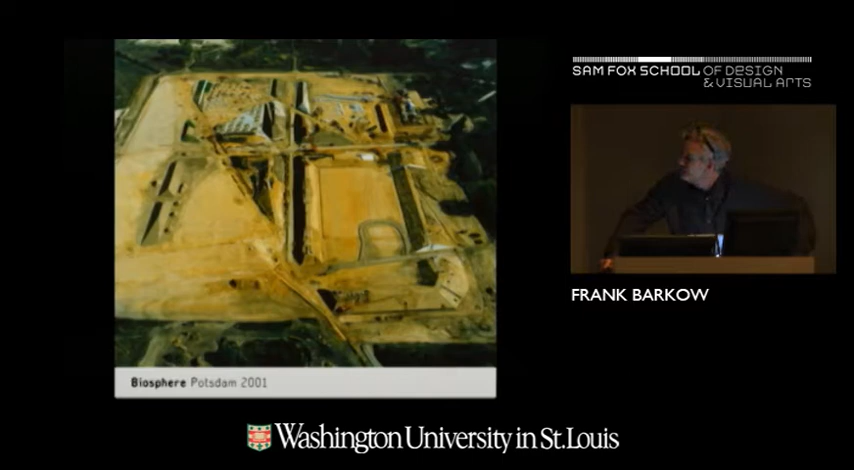 SAM FOX SCHOOL OF DESIGN
& VISUAL ARTS
FRANK BARKOW
Biosphere Potsdam 2001
Washington University in St. Louis